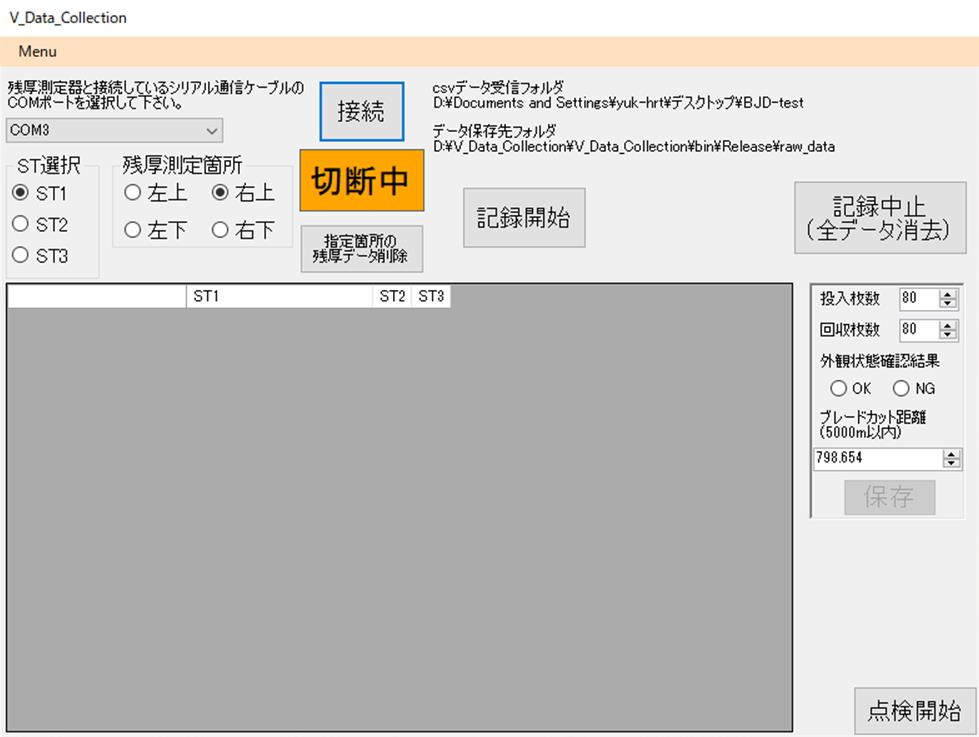 V_Data_Collection
Menu
残厚測定器と接続しているシリアル通信ケーブルの
COMポートを選択して下さい。
COM3
接続
csvデータ受信フォルダ
D:¥Documents and Settings¥yuk-hrt¥デスクトップ¥BJD-test
データ保存先フォルダ
D:¥V_Data_Collection¥V_Data_Collection¥bin¥Release¥raw_data
ST選択
ST1
ST2
ST3
残厚測定箇所
左上 右上
左下 右下
切断中
指定箇所の
残厚データ削除
記録開始
記録中止
(全データ消去)
ST1 ST2 ST3
投入枚数 80
回収枚数 80
外観状態確認結果
OK NG
ブレードカット距離
(5000m以内)
798.654
保存
点検開始